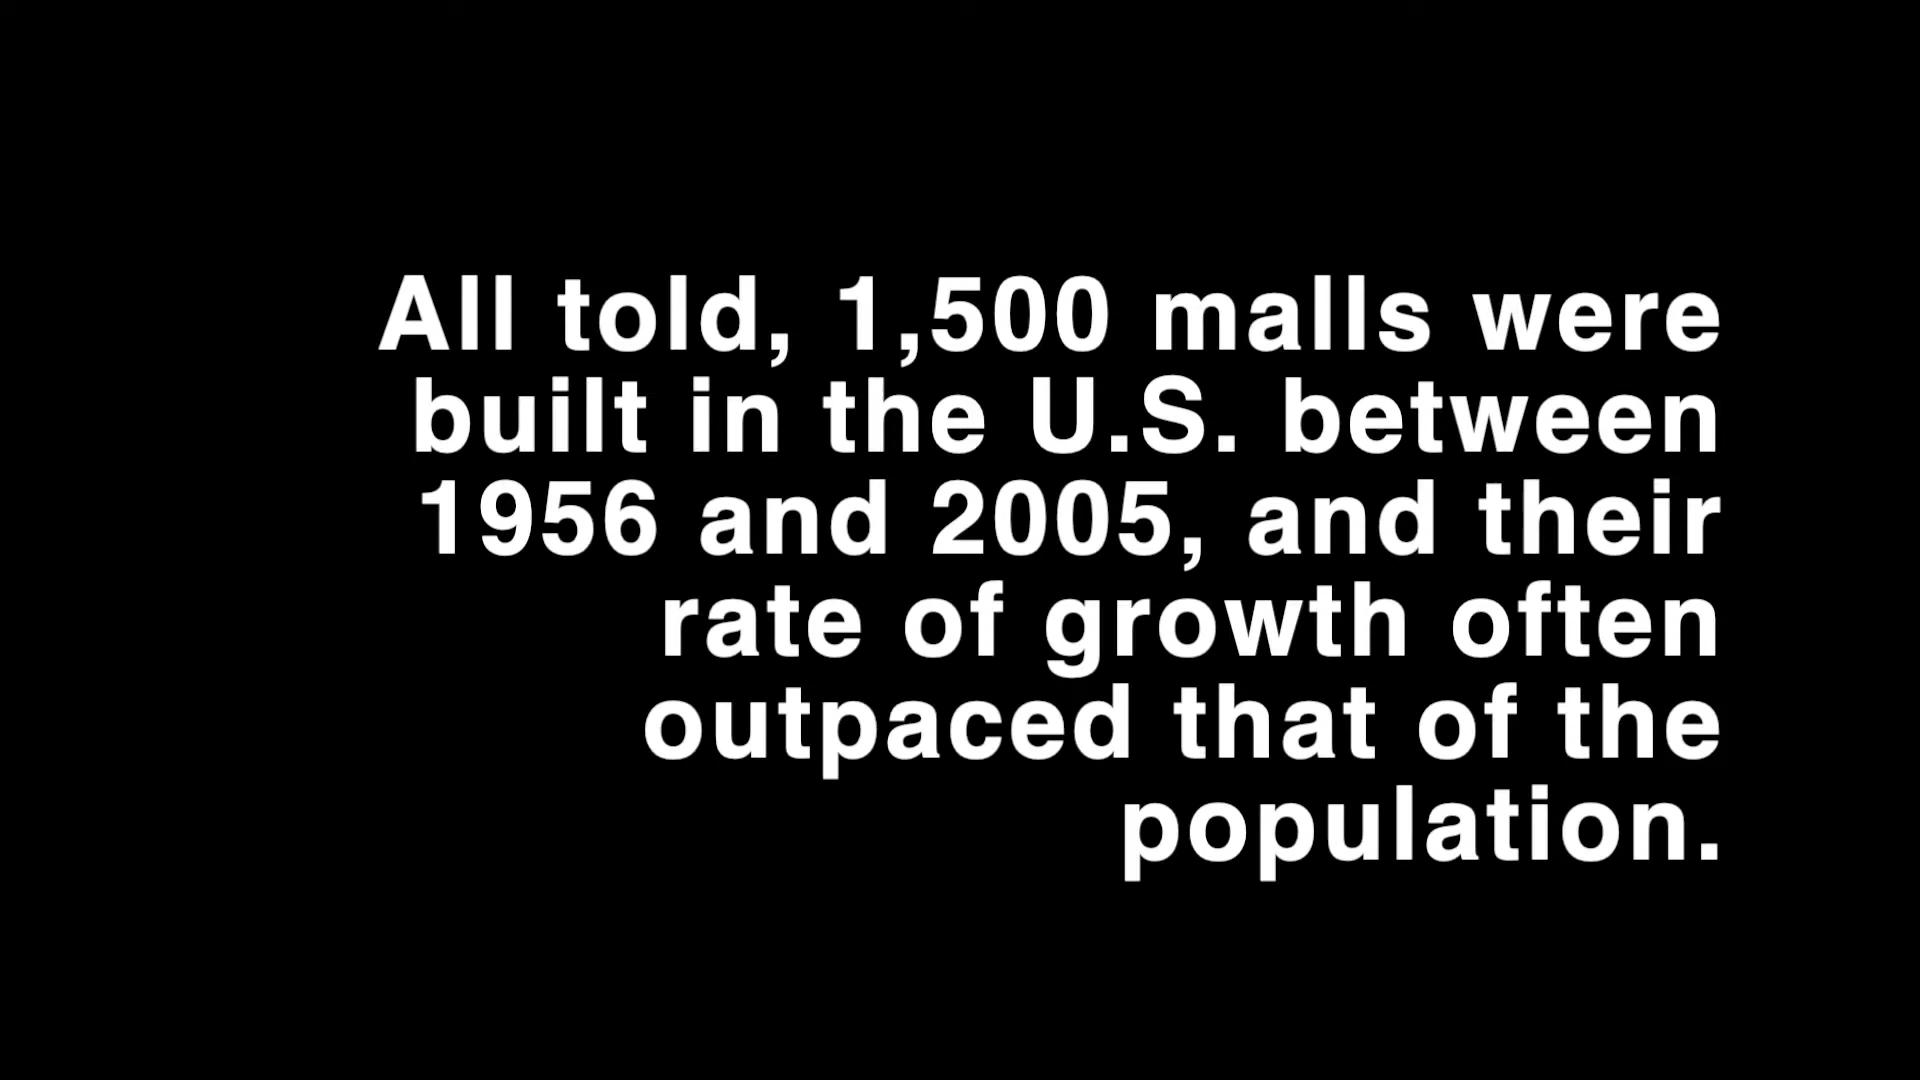 All told, 1,500 malls were
built in the U.S. between
1956 and 2005, and their
rate of growth often
outpaced that of the
population.